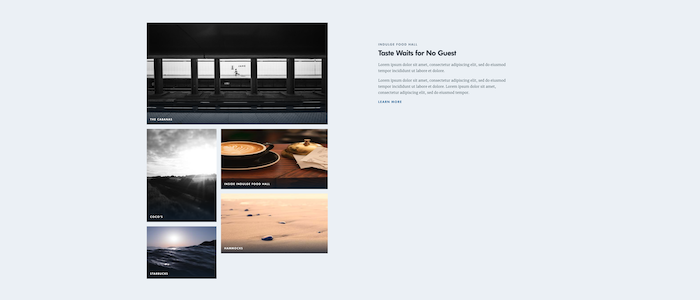 THE CABANAS
COCO'S
INSIDE INDULGE FOOD HALL
HAMMOCKS
STARBUCKS
INDULGE FOOD HALL
Taste Waits for No Guest
Lorem ipsum dolor sit amet, consectetur adipiscing elit, sed do eiusmod
tempor incididunt ut labore et dolore.
Lorem ipsum dolor sit amet, consectetur adipiscing elit, sed do eiusmod
tempor incididunt ut labore et dolore. Lorem ipsum dolor sit amet,
consectetur adipiscing elit, sed do eiusmod tempor.
LEARN MORE